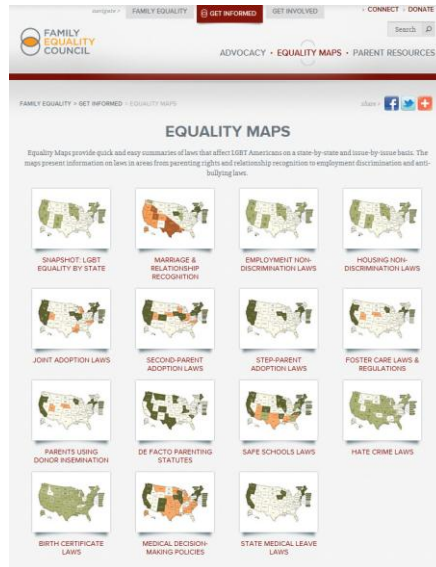 navigate > FAMILY EQUALITY GET INFORMED GET INVOLVED › CONNECT › DONATE
FAMILY
EQUALITY
COUNCIL
Search
ADVOCACY • EQUALITY MAPS • PARENT RESOURCES
FAMILY EQUALITY > GET INFORMED > EQUALITY MAPS
share >
EQUALITY MAPS
Equality Maps provide quick and easy summaries of laws that affect LGBT Americans on a state-by-state and issue-by-issue basis. The
maps present information on laws in areas from parenting rights and relationship recognition to employment discrimination and anti-
bullying laws.
SNAPSHOT: LGBT
EQUALITY BY STATE
MARRIAGE &
RELATIONSHIP
RECOGNITION
EMPLOYMENT NON-
DISCRIMINATION LAWS
HOUSING NON-
DISCRIMINATION LAWS
JOINT ADOPTION LAWS
SECOND-PARENT
ADOPTION LAWS
STEP-PARENT
ADOPTION LAWS
FOSTER CARE LAWS &
REGULATIONS
PARENTS USING
DONOR INSEMINATION
DE FACTO PARENTING
STATUTES
SAFE SCHOOLS LAWS
HATE CRIME LAWS
BIRTH CERTIFICATE
LAWS
MEDICAL DECISION-
MAKING POLICIES
STATE MEDICAL LEAVE
LAWS